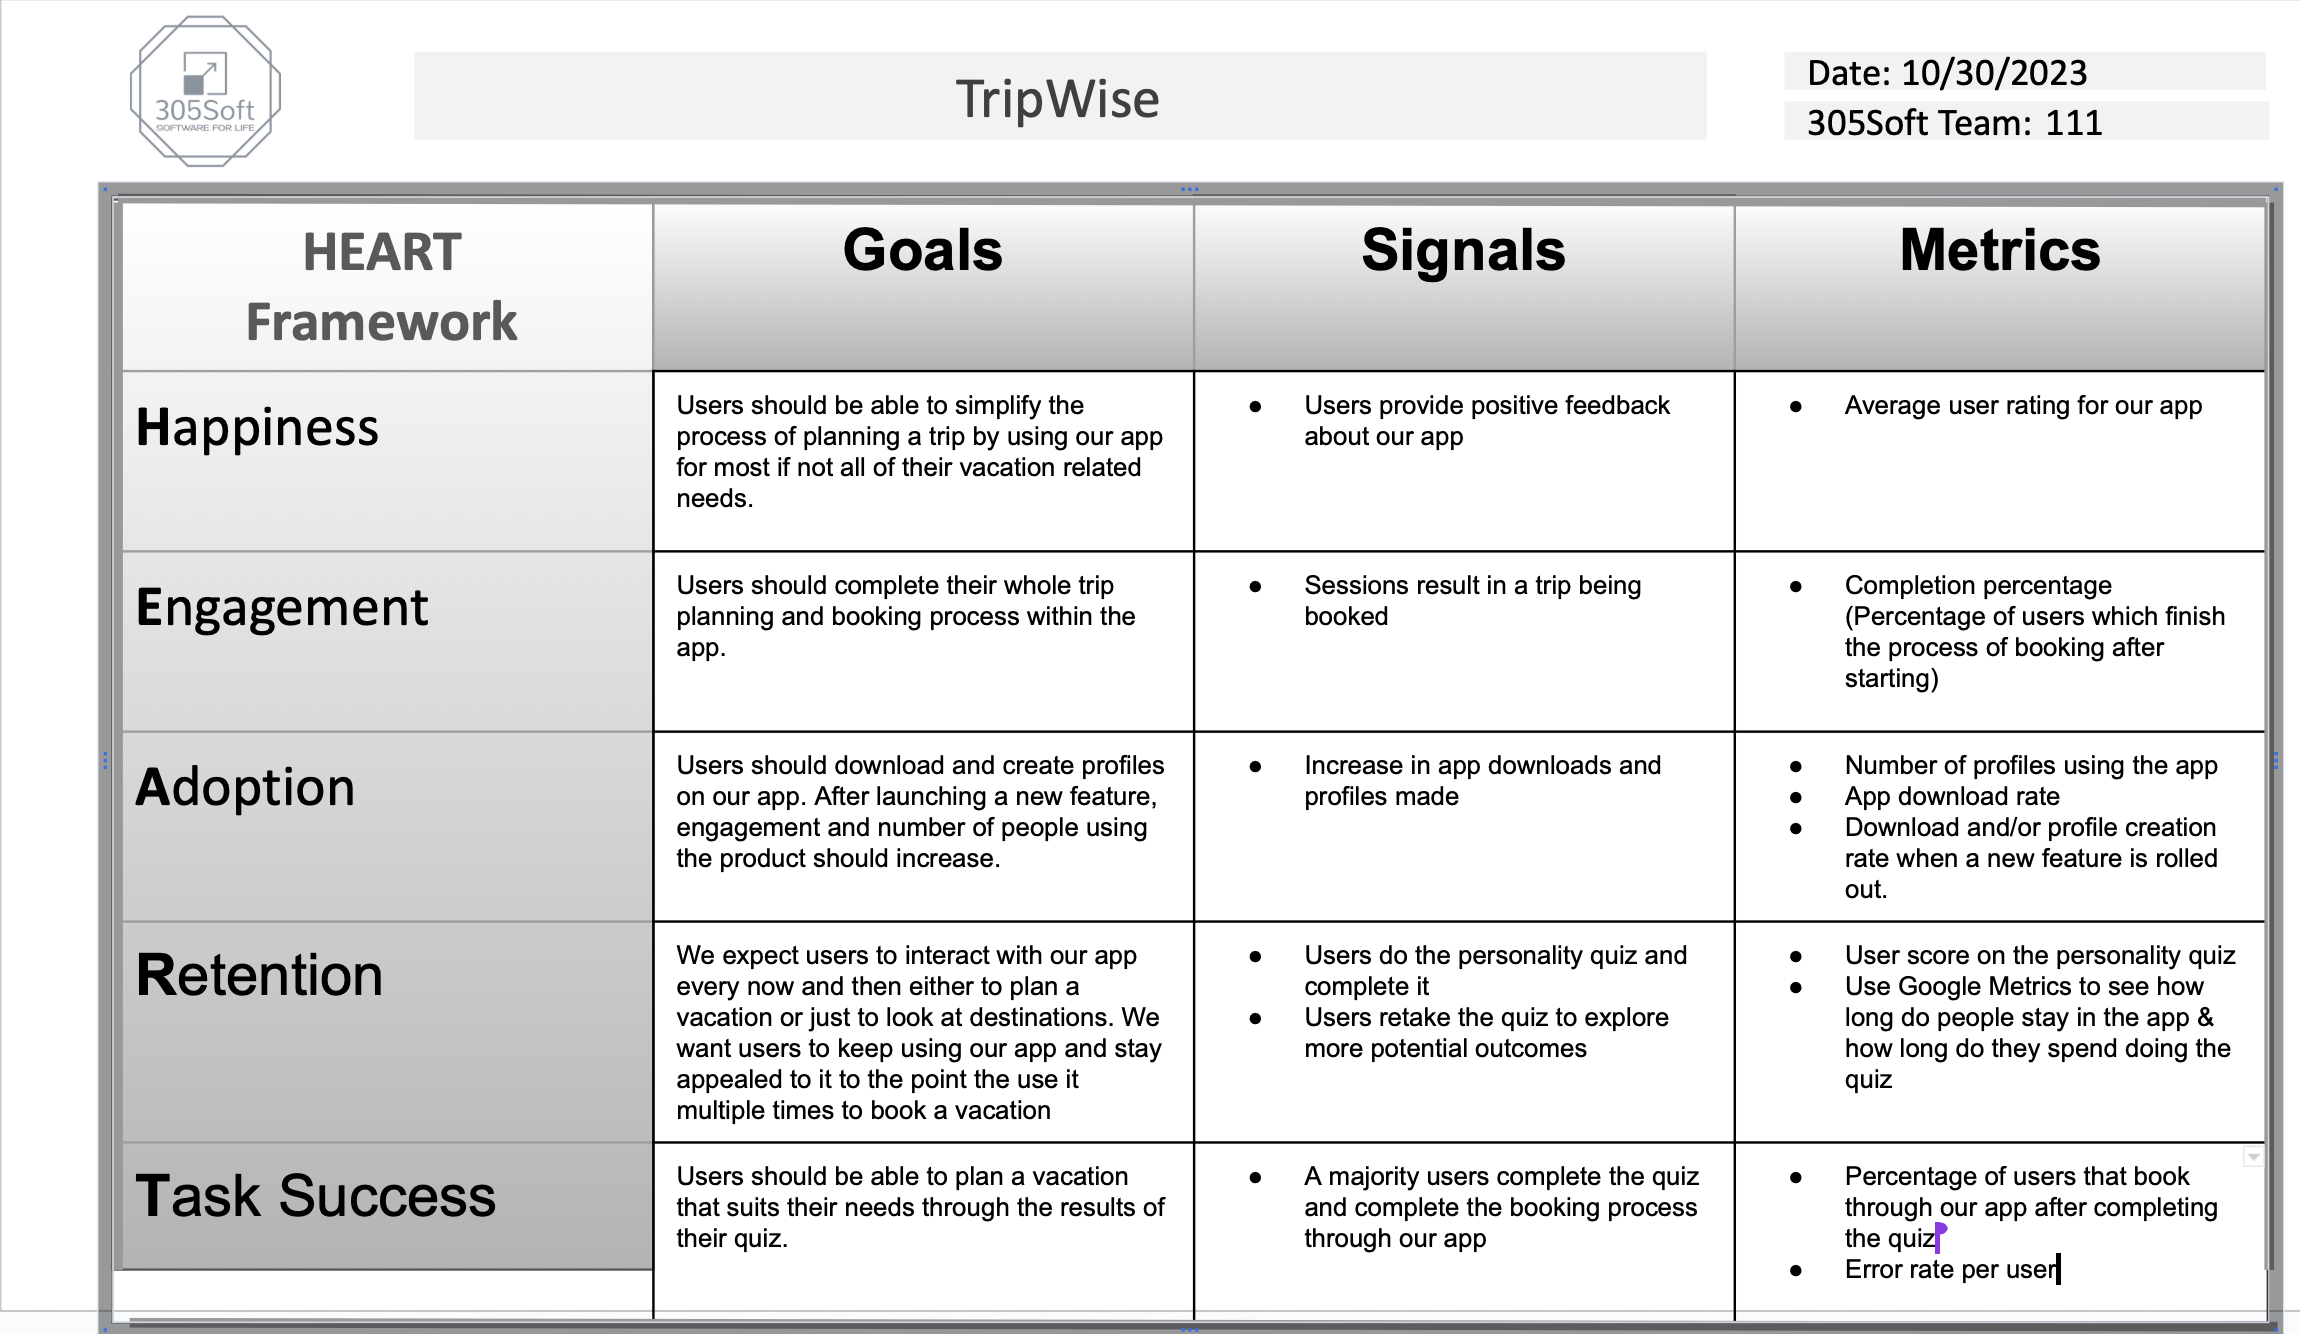 305Soft
SOFTWARE FOR LIFE
TripWise
Date: 10/30/2023
305Soft Team: 111
HEART
Framework
Goals
Signals
Metrics
Happiness
Users should be able to simplify the
process of planning a trip by using our app
for most if not all of their vacation related
needs.
● Users provide positive feedback
about our app
● Average user rating for our app
Engagement
Users should complete their whole trip
planning and booking process within the
app.
● Sessions result in a trip being
booked
● Completion percentage
(Percentage of users which finish
the process of booking after
starting)
Adoption
Users should download and create profiles
on our app. After launching a new feature,
engagement and number of people using
the product should increase.
● Increase in app downloads and
profiles made
● Number of profiles using the app
● App download rate
● Download and/or profile creation
rate when a new feature is rolled
out.
Retention
We expect users to interact with our app
every now and then either to plan a
vacation or just to look at destinations. We
want users to keep using our app and stay
appealed to it to the point the use it
multiple times to book a vacation
● Users do the personality quiz and
complete it
● Users retake the quiz to explore
more potential outcomes
● User score on the personality quiz
● Use Google Metrics to see how
long do people stay in the app &
how long do they spend doing the
quiz
Task Success
Users should be able to plan a vacation
that suits their needs through the results of
their quiz.
● A majority users complete the quiz
and complete the booking process
through our app
● Percentage of users that book
through our app after completing
the quiz
● Error rate per user